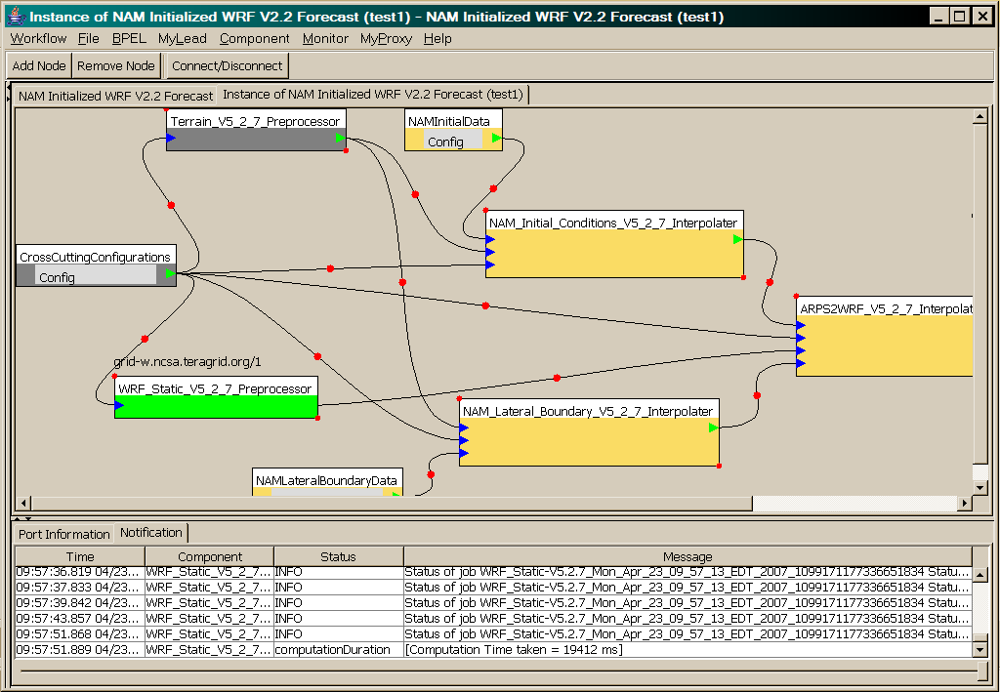 Instance of NAM Initialized WRF V2.2 Forecast (test1) - NAM Initialized WRF V2.2 Forecast (test1)
Workflow File BPEL MyLead Component Monitor MyProxy Help
Add Node Remove Node Connect/Disconnect
NAM Initialized WRF V2.2 Forecast Instance of NAM Initialized WRF V2.2 Forecast (test1)
Terrain_V5_2_7_Preprocessor
NAMInitialData
Config
NAM_Initial_Conditions_V5_2_7_Interpolater
CrossCuttingConfigurations
Config
ARPS2WRF_V5_2_7_Interpolat
grid-w.ncsa.teragrid.org/1
WRF_Static_V5_2_7_Preprocessor
NAM_Lateral_Boundary_V5_2_7_Interpolater
NAMLateralBoundaryData
Port Information Notification
Time Component Status Message
09:57:36.819 04/23... WRF_Static_V5_2_7... INFO Status of job WRF_Static-V5.2.7_Mon_Apr_23_09_57_13_EDT_2007_1099171177336651834 Statu...
09:57:37.833 04/23... WRF_Static_V5_2_7... INFO Status of job WRF_Static-V5.2.7_Mon_Apr_23_09_57_13_EDT_2007_1099171177336651834 Statu...
09:57:39.842 04/23... WRF_Static_V5_2_7... INFO Status of job WRF_Static-V5.2.7_Mon_Apr_23_09_57_13_EDT_2007_1099171177336651834 Statu...
09:57:43.857 04/23... WRF_Static_V5_2_7... INFO Status of job WRF_Static-V5.2.7_Mon_Apr_23_09_57_13_EDT_2007_1099171177336651834 Statu...
09:57:51.868 04/23... WRF_Static_V5_2_7... INFO Status of job WRF_Static-V5.2.7_Mon_Apr_23_09_57_13_EDT_2007_1099171177336651834 Statu...
09:57:51.889 04/23... WRF_Static_V5_2_7... computationDuration [Computation Time taken = 19412 ms]